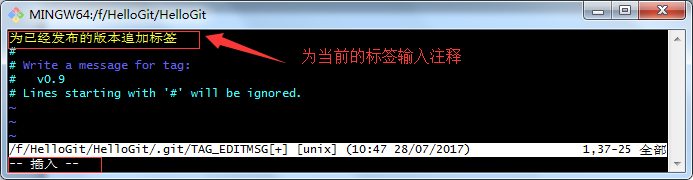 MINGW64:/f/HelloGit/HelloGit
为已经发布的版本追加标签
#
# Write a message for tag:
#   v0.9
# Lines starting with '#' will be ignored.
~
~
~
为当前的标签输入注释
/f/HelloGit/HelloGit/.git/TAG_EDITMSG[+] [unix] (10:47 28/07/2017)    1,37-25 全部
-- 插入 --